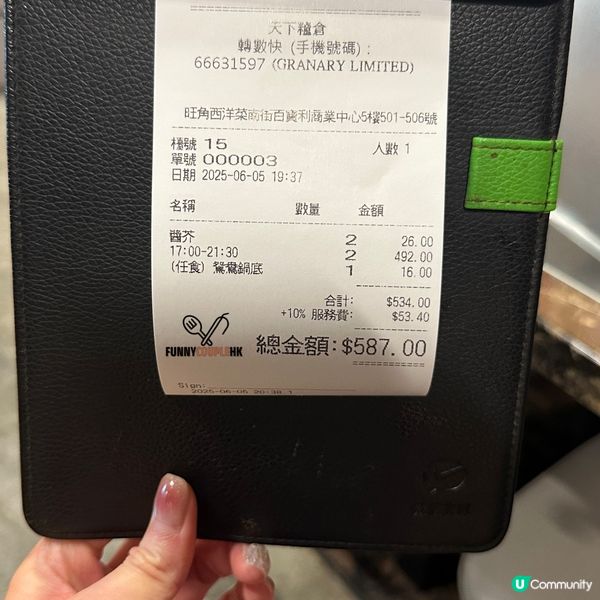 天下糧倉
轉數快 (手機號碼) :
66631597 (GRANARY LIMITED)
旺角西洋菜南街百寶利商業中心5樓501-506號
檯號 15 人數 1
單號 000003
日期 2025-06-05 19:37
名稱 數量 金額
醬芥 2 26.00
17:00-21:30 2 492.00
(任食) 鴛鴦鍋底 1 16.00
合計: $534.00
+10% 服務費: $53.40
總金額: $587.00
FUNNYCOUPLEHK
Sign:
2025-06-05 20:38 1
U Community